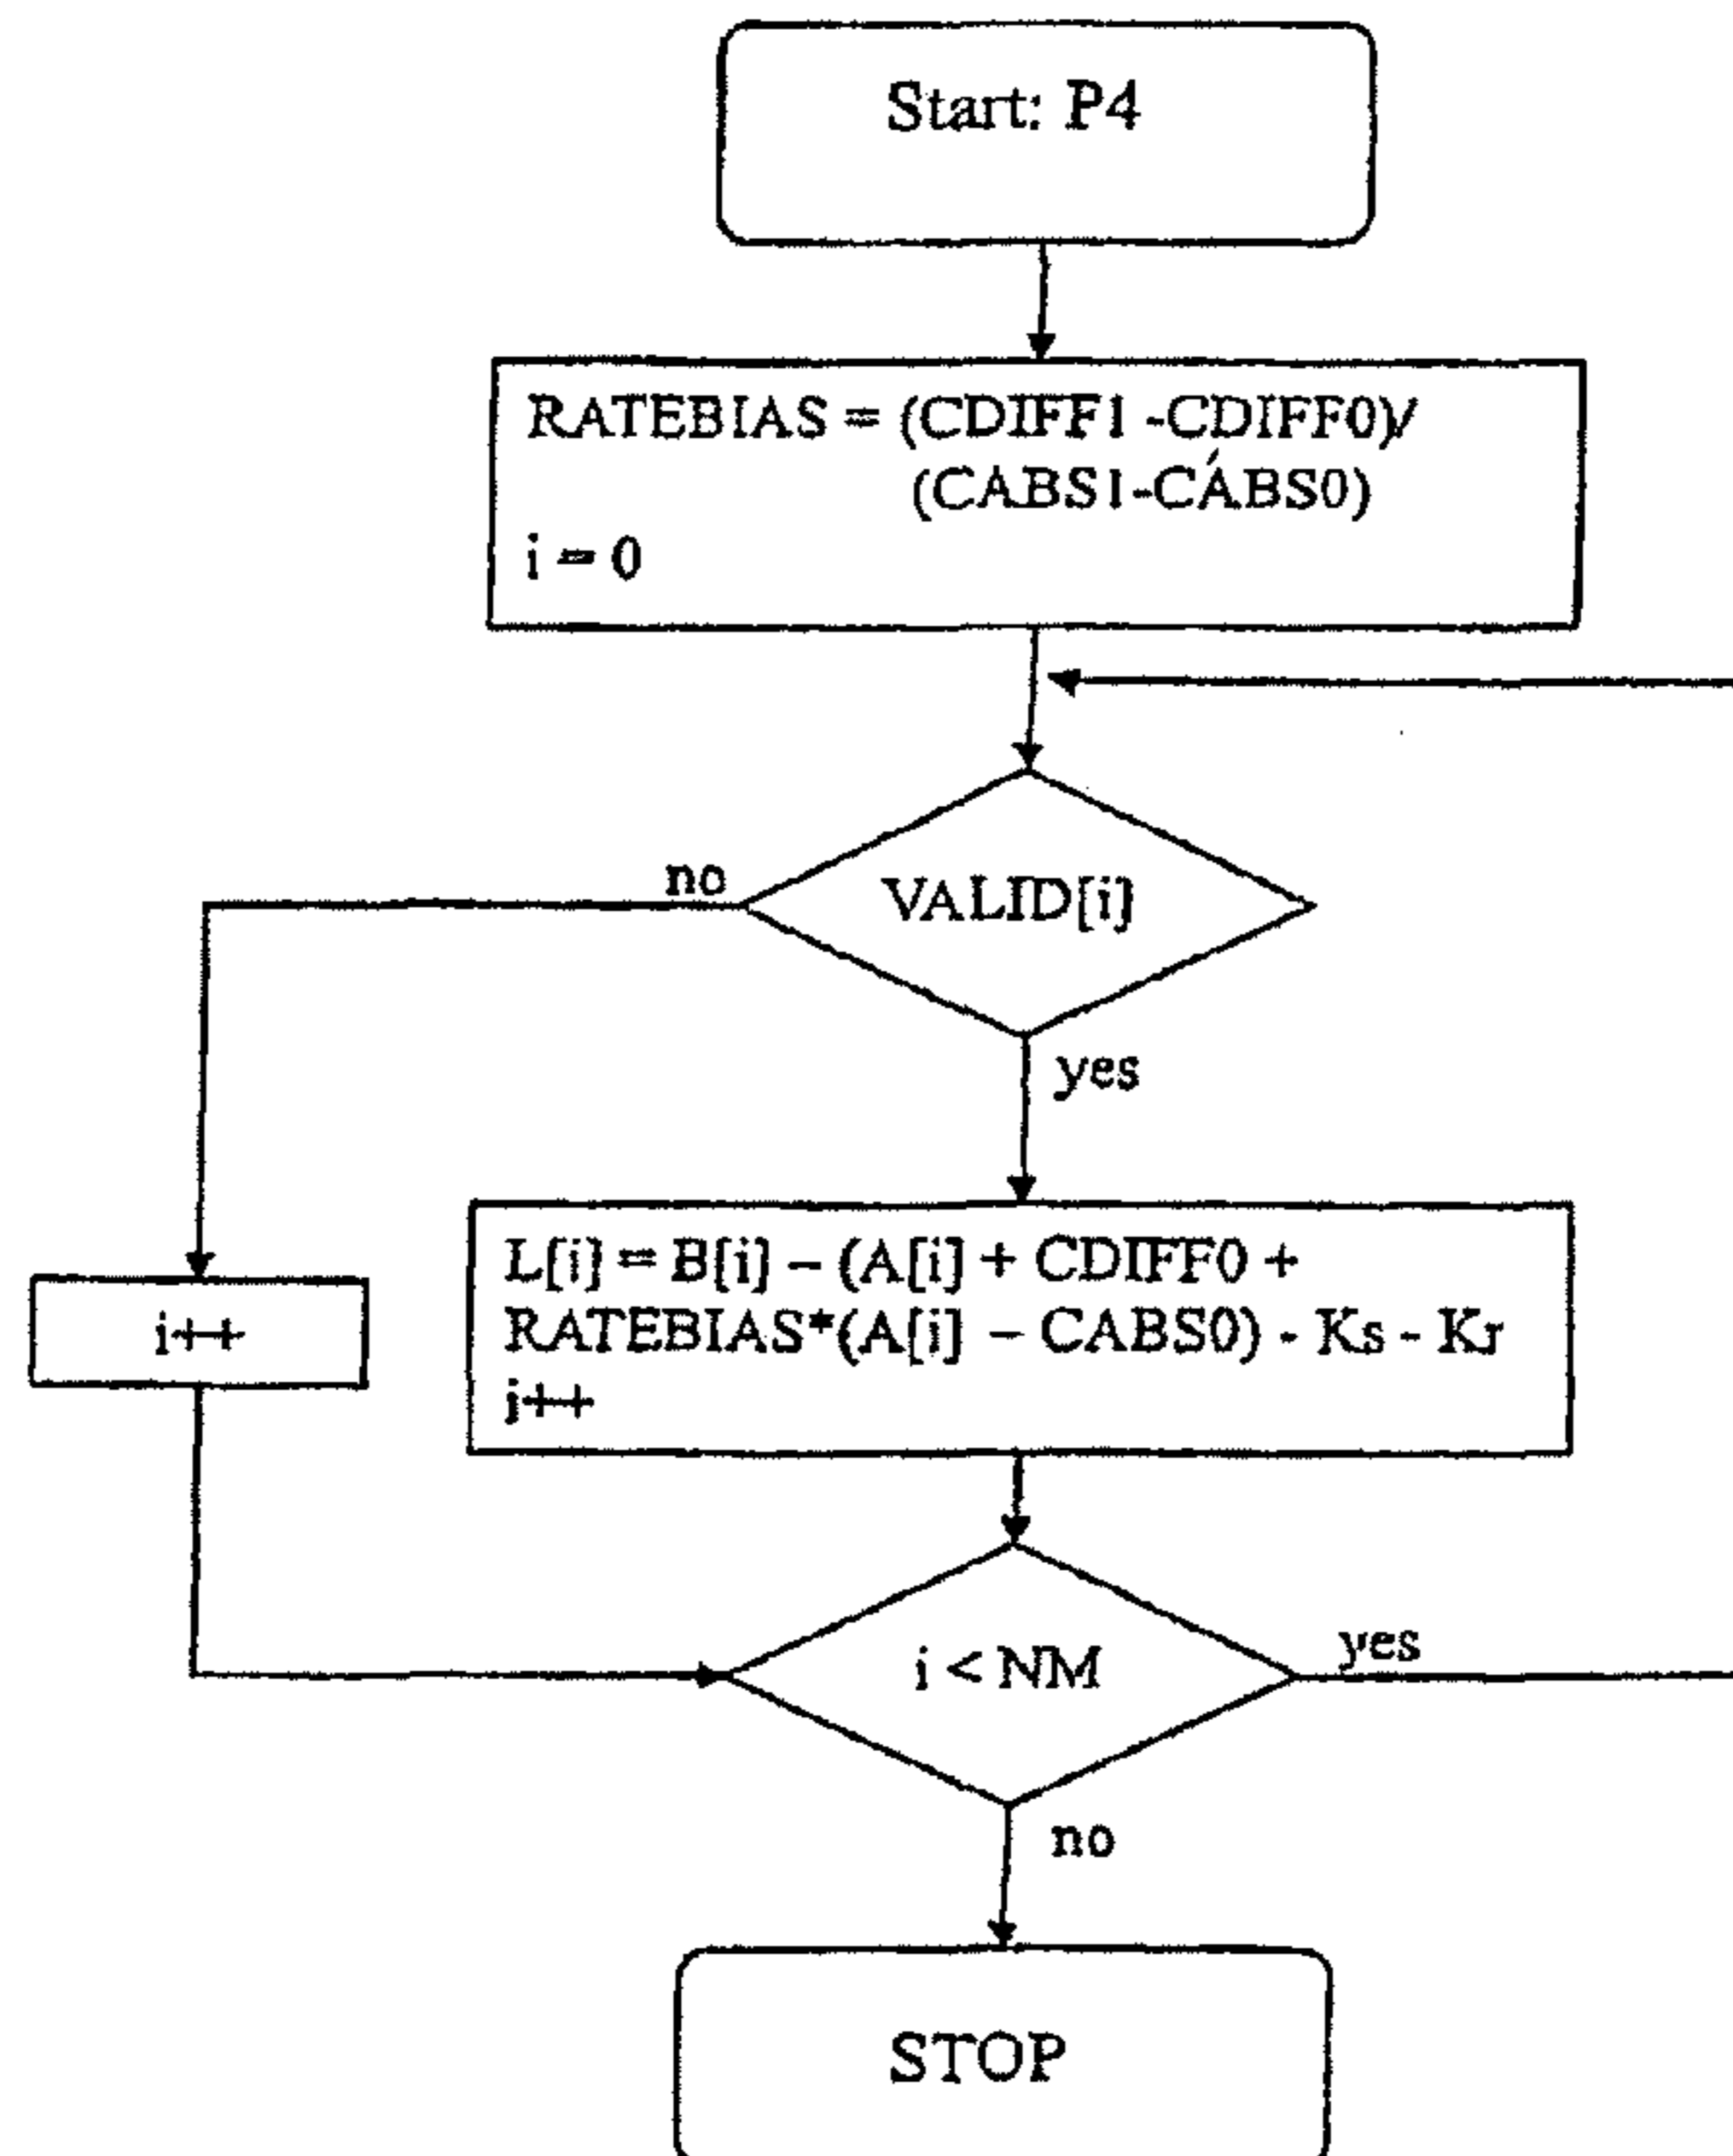 Start: P4
RATEBIAS = (CDIFF1 -CDIFF0)/
(CABS1-CABS0)
i = 0
no
VALID[i]
yes
L[i] = B[i] – (A[i] + CDIFF0 +
RATEBIAS*(A[i] – CABS0) - Ks - Kr
j++
i++
i < NM
yes
no
STOP